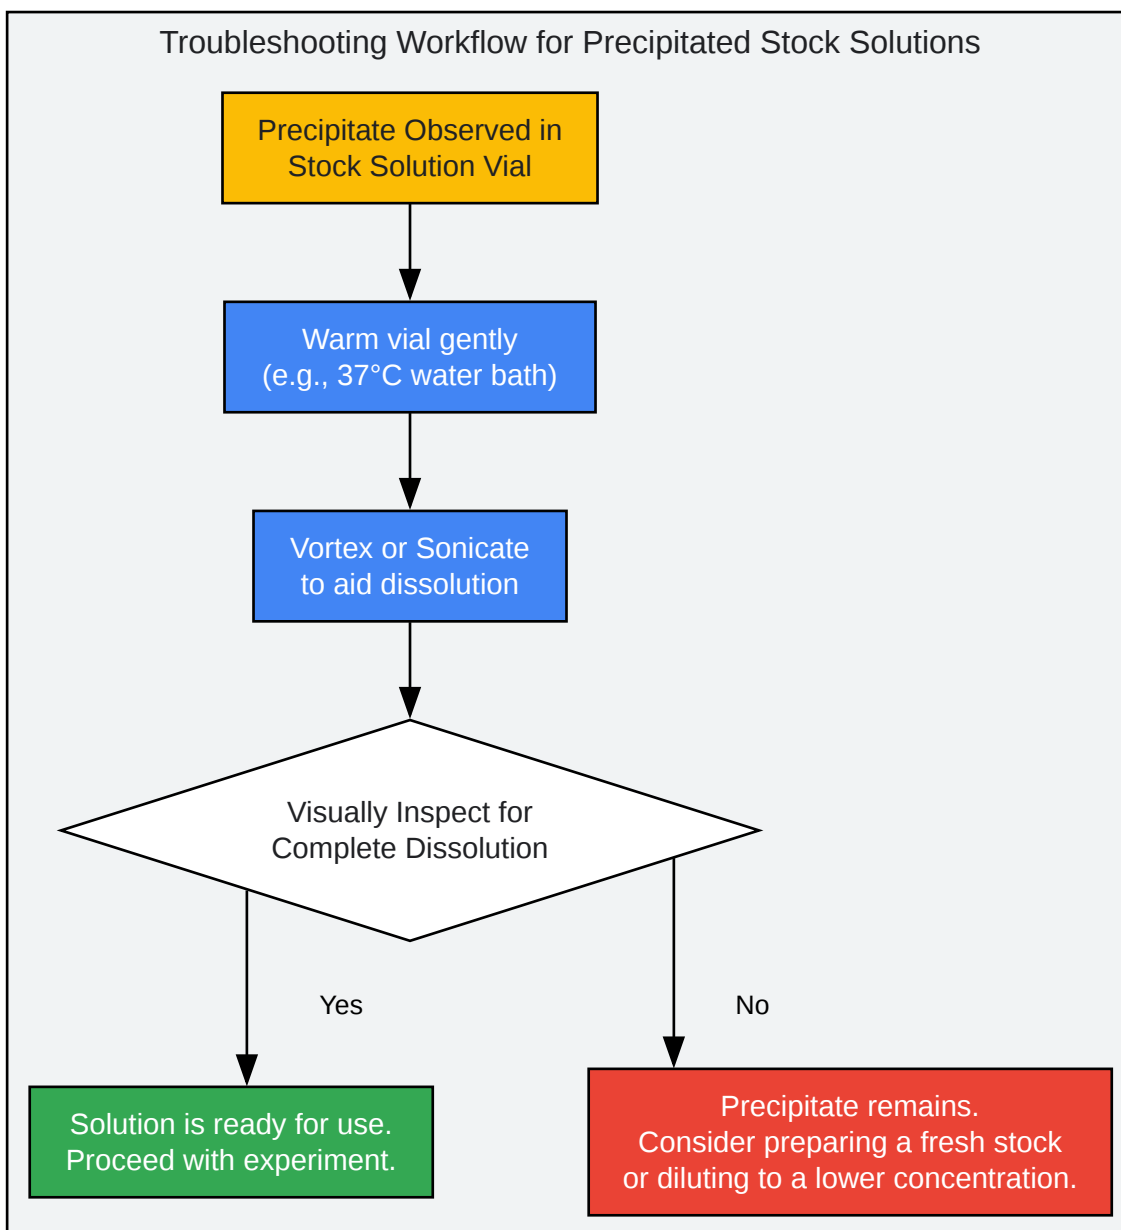 Troubleshooting Workflow for Precipitated Stock Solutions
Precipitate Observed in
Stock Solution Vial
Warm vial gently
(e.g., 37°C water bath)
Vortex or Sonicate
to aid dissolution
Visually Inspect for
Complete Dissolution
Yes
No
Solution is ready for use.
Proceed with experiment.
Precipitate remains.
Consider preparing a fresh stock
or diluting to a lower concentration.